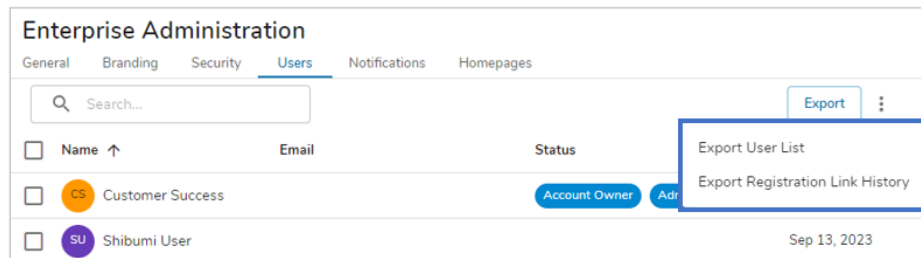 Enterprise Administration
General Branding Security Users Notifications Homepages
Search...
Export
Name ↑ Email Status
Export User List
Export Registration Link History
CS Customer Success Account Owner
SU Shibumi User Sep 13, 2023